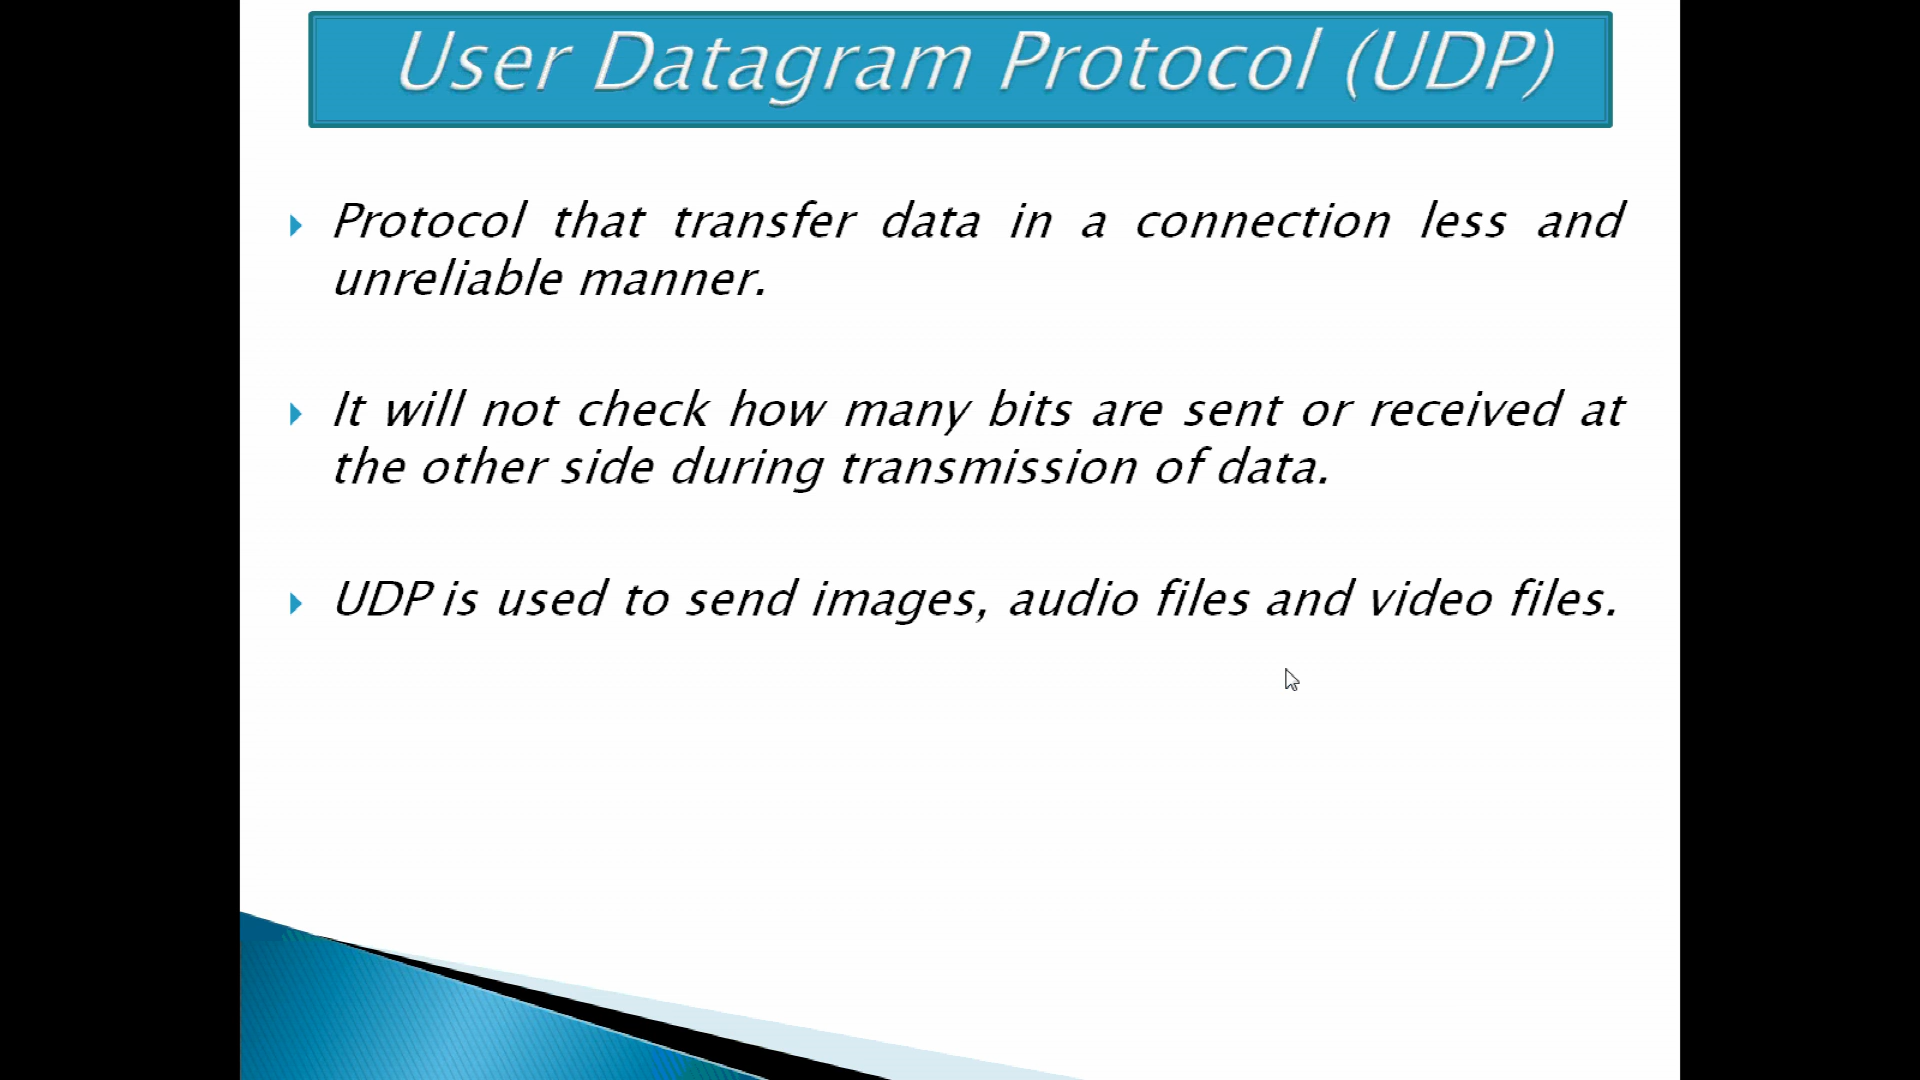 User Datagram Protocol (UDP)
Protocol that transfer data in a connection less and
unreliable manner.
It will not check how many bits are sent or received at
the other side during transmission of data.
UDP is used to send images, audio files and video files.